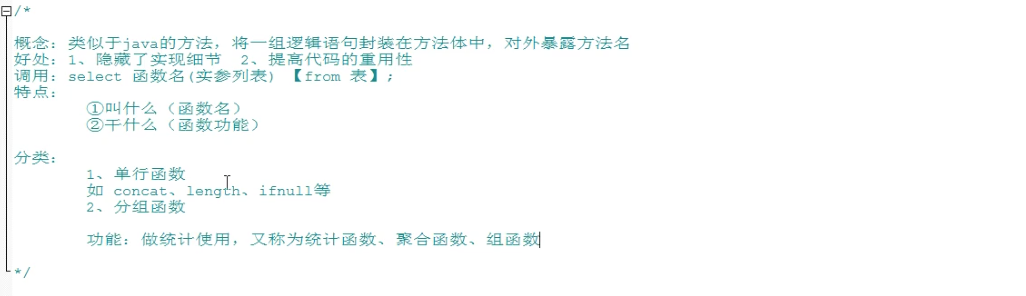 /*
概念：类似于java的方法，将一组逻辑语句封装在方法体中，对外暴露方法名
好处：1、隐藏了实现细节 2、提高代码的重用性
调用：select 函数名(实参列表) 【from 表】;
特点：
①叫什么（函数名）
②干什么（函数功能）
分类：
1、单行函数
如 concat、length、ifnull等
2、分组函数
功能：做统计使用，又称为统计函数、聚合函数、组函数
*/